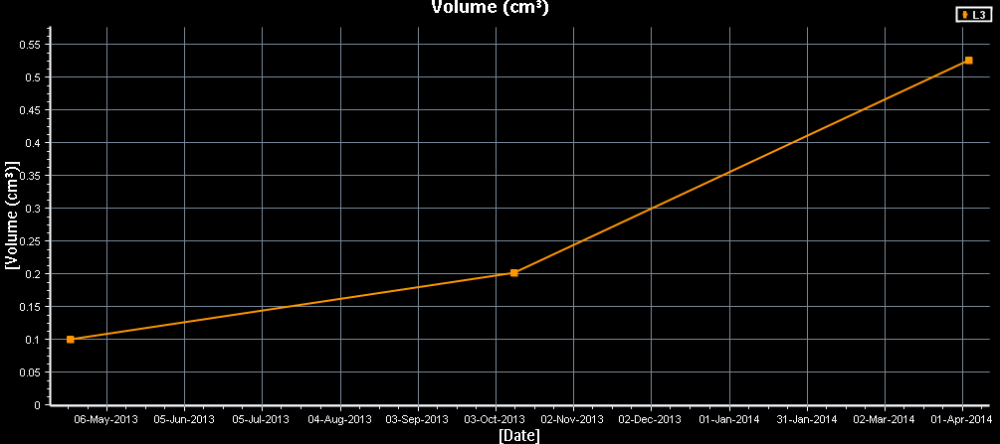 Volume (cm³)
L3
0.55
0.5
0.45
0.4
0.35
0.3
0.25
0.2
0.15
0.1
0.05
0
[Volume (cm³)]
06-May-2013 05-Jun-2013 05-Jul-2013 04-Aug-2013 03-Sep-2013 03-Oct-2013 02-Nov-2013 02-Dec-2013 01-Jan-2014 31-Jan-2014 02-Mar-2014 01-Apr-2014
[Date]